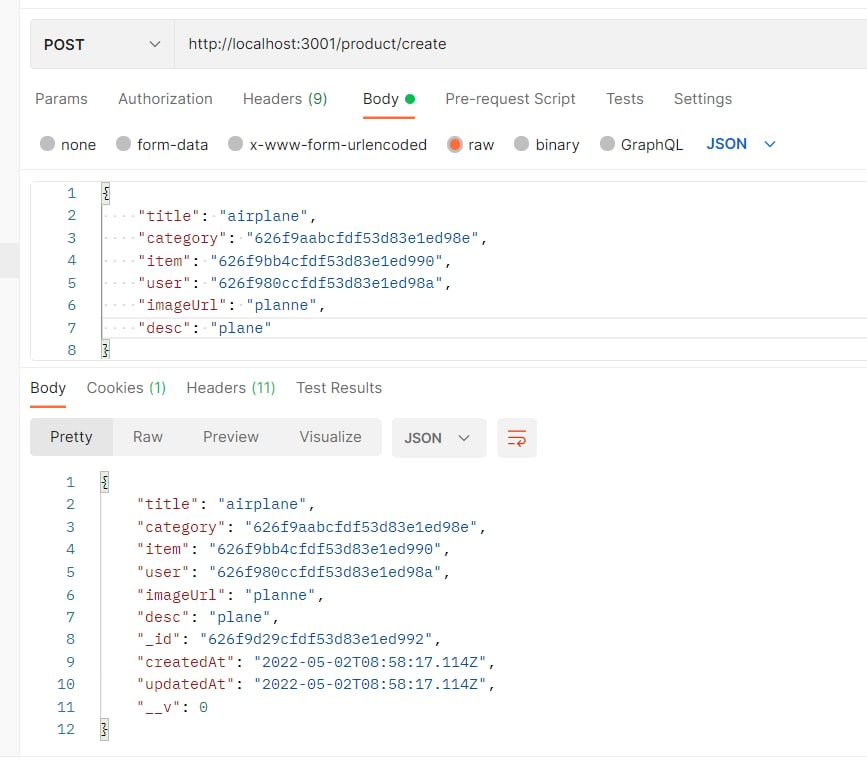 POST http://localhost:3001/product/create
Params Authorization Headers (9) Body Pre-request Script Tests Settings
none form-data x-www-form-urlencoded raw binary GraphQL JSON
1 {
2 "title": "airplane",
3 "category": "626f9aabcfdf53d83e1ed98e",
4 "item": "626f9bb4cfdf53d83e1ed990",
5 "user": "626f980ccfdf53d83e1ed98a",
6 "imageUrl": "planne",
7 "desc": "plane"
8 }
Body Cookies (1) Headers (11) Test Results
Pretty Raw Preview Visualize JSON
1 {
2 "title": "airplane",
3 "category": "626f9aabcfdf53d83e1ed98e",
4 "item": "626f9bb4cfdf53d83e1ed990",
5 "user": "626f980ccfdf53d83e1ed98a",
6 "imageUrl": "planne",
7 "desc": "plane",
8 "_id": "626f9d29cfdf53d83e1ed992",
9 "createdAt": "2022-05-02T08:58:17.114Z",
10 "updatedAt": "2022-05-02T08:58:17.114Z",
11 "__v": 0
12 }